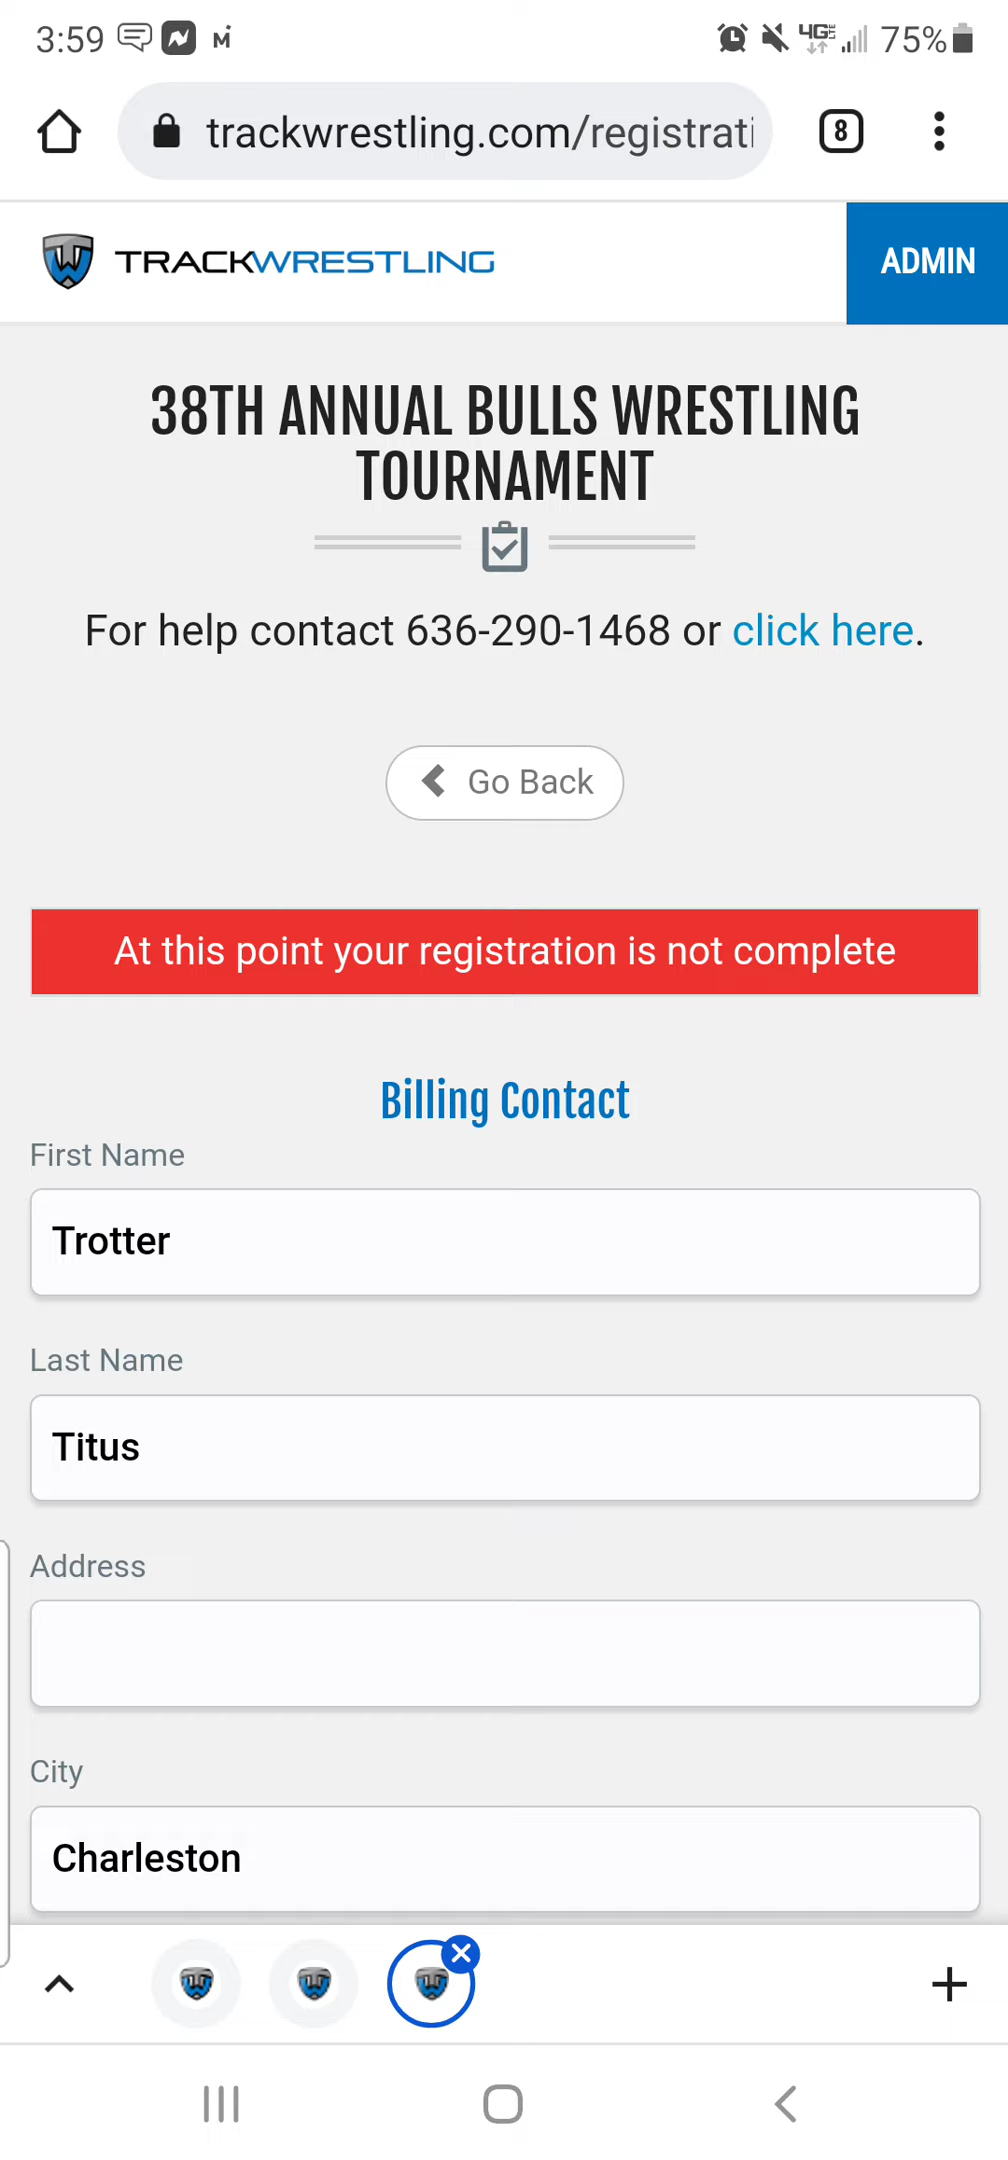 3:59 75%
trackwrestling.com/registrati 8
TRACKWRESTLING ADMIN
38TH ANNUAL BULLS WRESTLING
TOURNAMENT
For help contact 636-290-1468 or click here.
Go Back
At this point your registration is not complete
Billing Contact
First Name
Trotter
Last Name
Titus
Address
City
Charleston